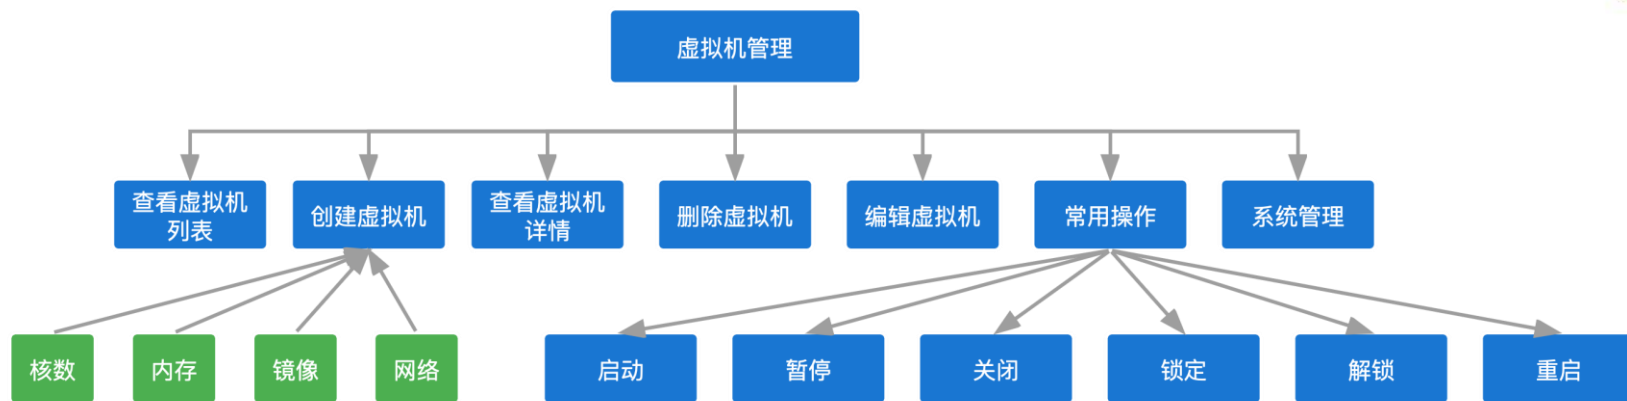 虚拟机管理
查看虚拟机
列表
创建虚拟机
查看虚拟机
详情
删除虚拟机
编辑虚拟机
常用操作
系统管理
核数
内存
镜像
网络
启动
暂停
关闭
锁定
解锁
重启